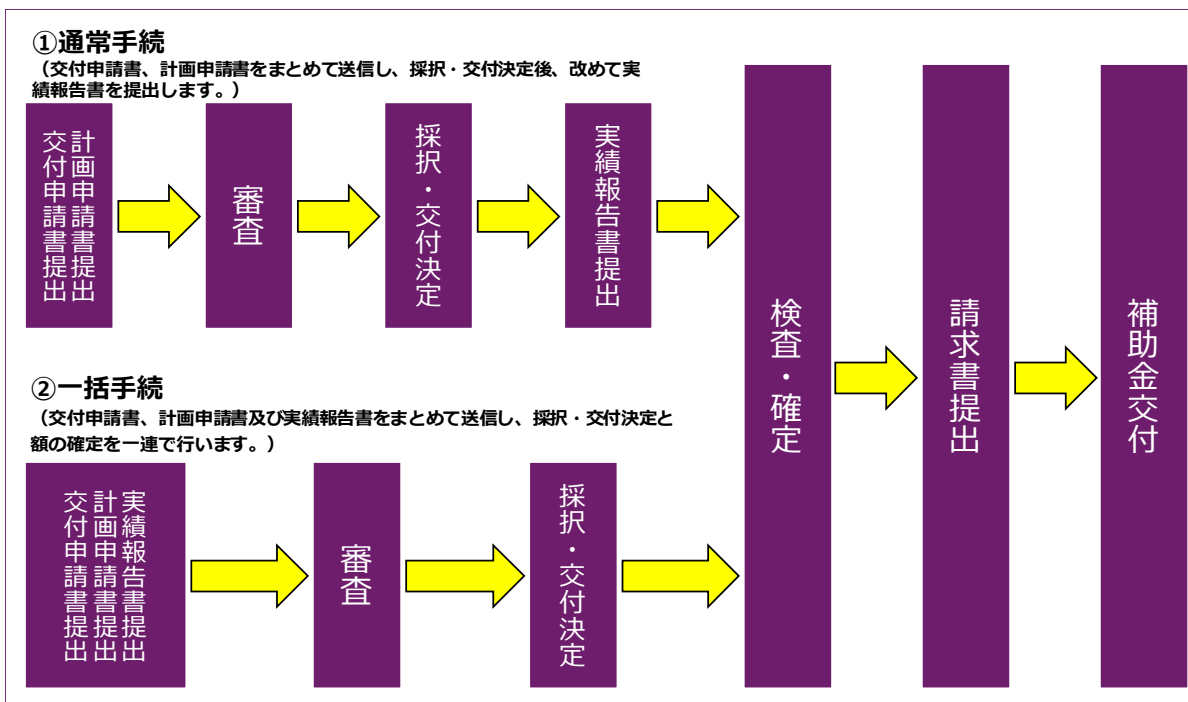 ①通常手続
（交付申請書、計画申請書をまとめて送信し、採択・交付決定後、改めて実
績報告書を提出します。）
計画申請書提出
交付申請書提出
審査
採択・交付決定
実績報告書提出
②一括手続
（交付申請書、計画申請書及び実績報告書をまとめて送信し、採択・交付決定と
額の確定を一連で行います。）
実績報告書提出
計画申請書提出
交付申請書提出
審査
採択・交付決定
検査・確定
請求書提出
補助金交付